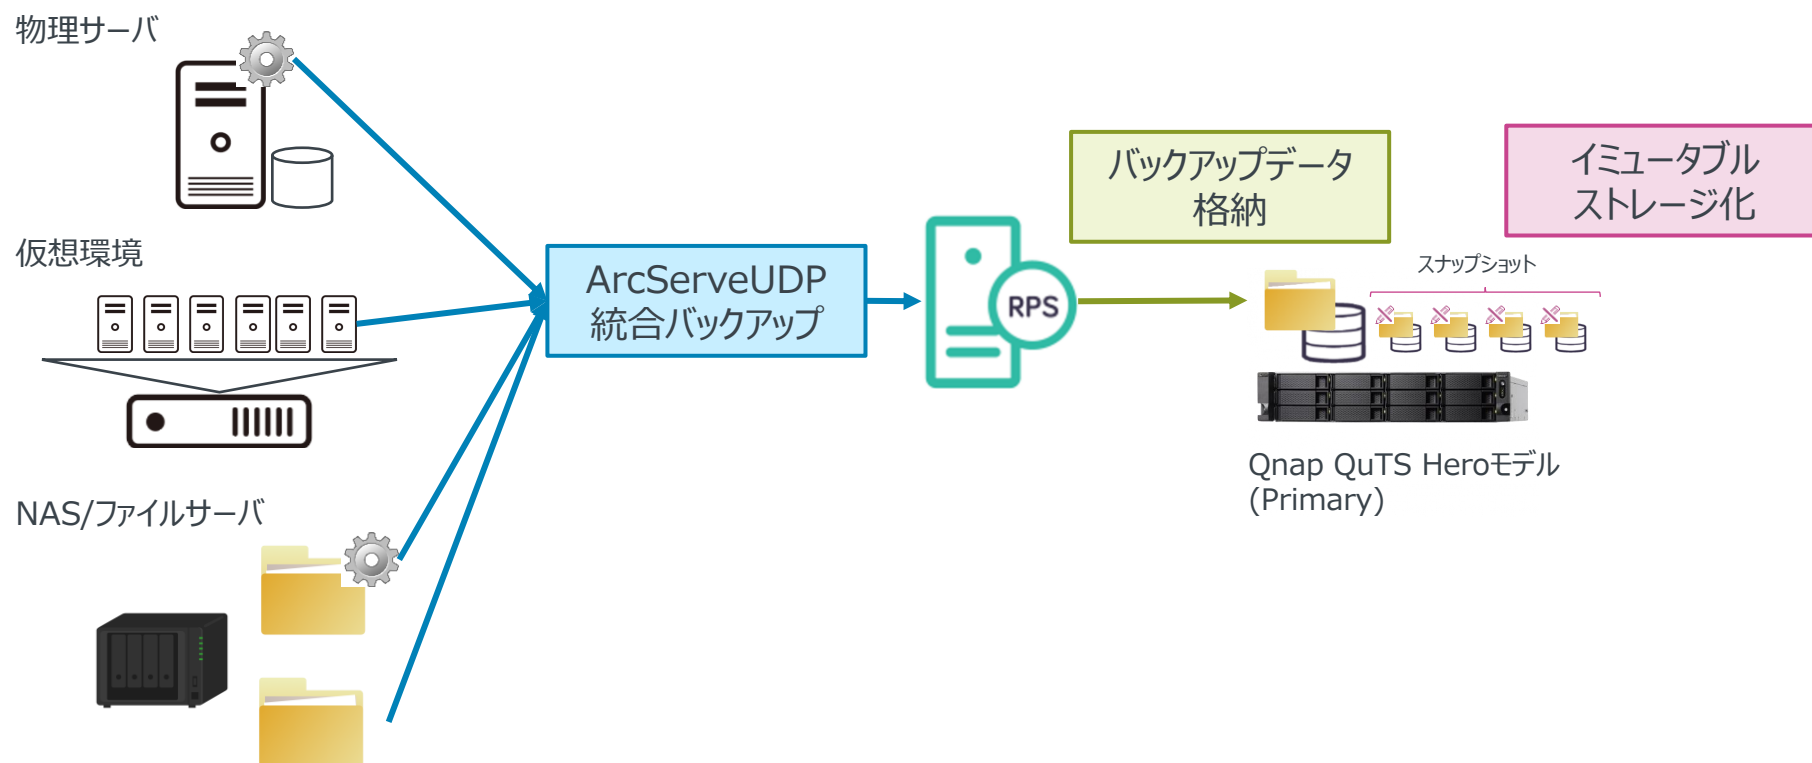 物理サーバ
仮想環境
NAS/ファイルサーバ
ArcServeUDP
統合バックアップ
RPS
バックアップデータ
格納
イミュータブル
ストレージ化
スナップショット
Qnap QuTS Heroモデル
(Primary)